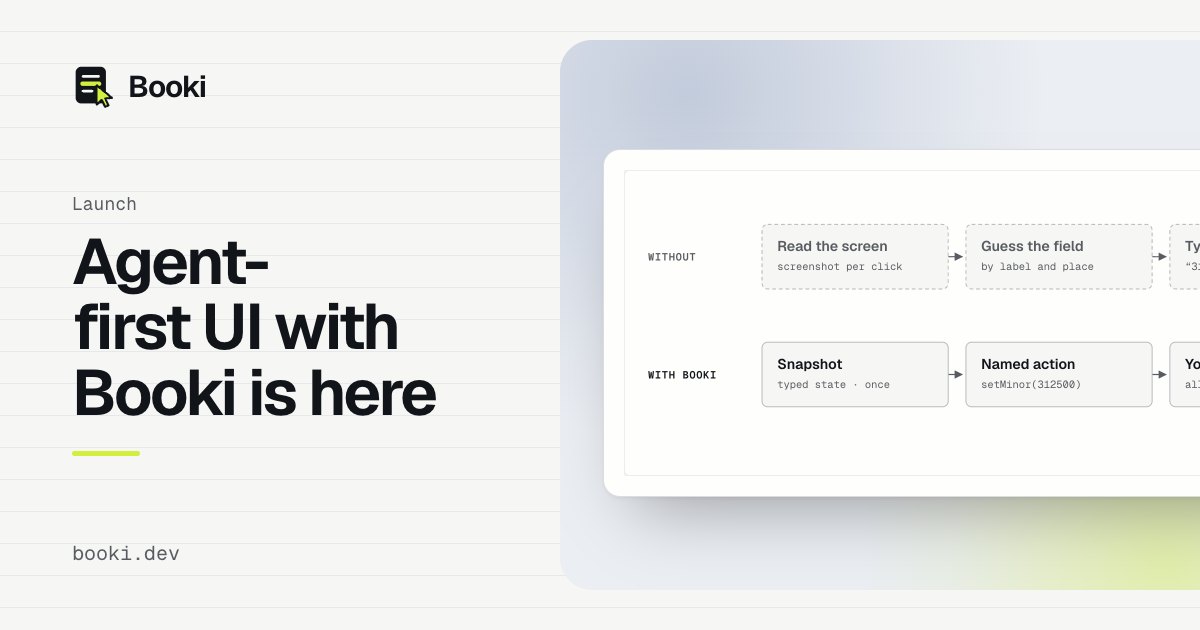 Booki
Launch
Agent-
first UI with
Booki is here
booki.dev
WITHOUT
Read the screen
screenshot per click
Guess the field
by label and place
WITH BOOKI
Snapshot
typed state · once
Named action
setMinor(312500)